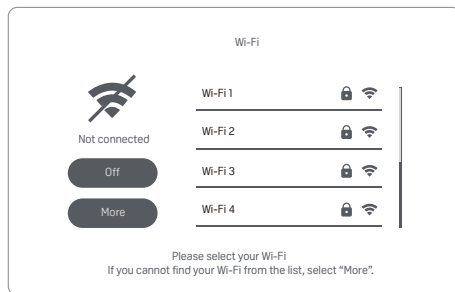 Wi-Fi
Not connected
Off
More
Wi-Fi 1
Wi-Fi 2
Wi-Fi 3
Wi-Fi 4
Please select your Wi-Fi
If you cannot find your Wi-Fi from the list, select “More”.